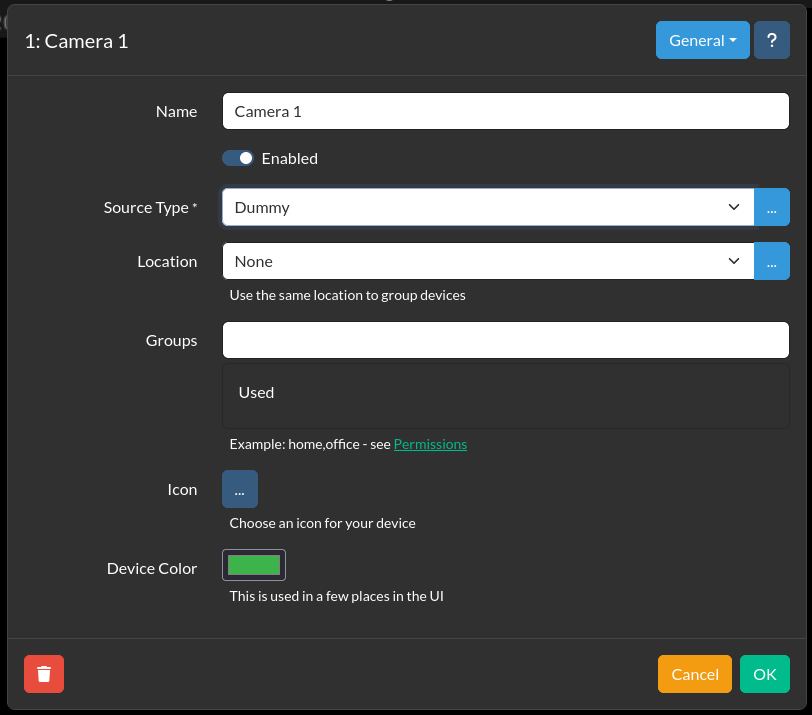 1: Camera 1
General
?
Name
Camera 1
Enabled
Source Type *
Dummy
...
Location
None
...
Use the same location to group devices
Groups
Used
Example: home,office - see Permissions
Icon
...
Choose an icon for your device
Device Color
This is used in a few places in the UI
Cancel
OK